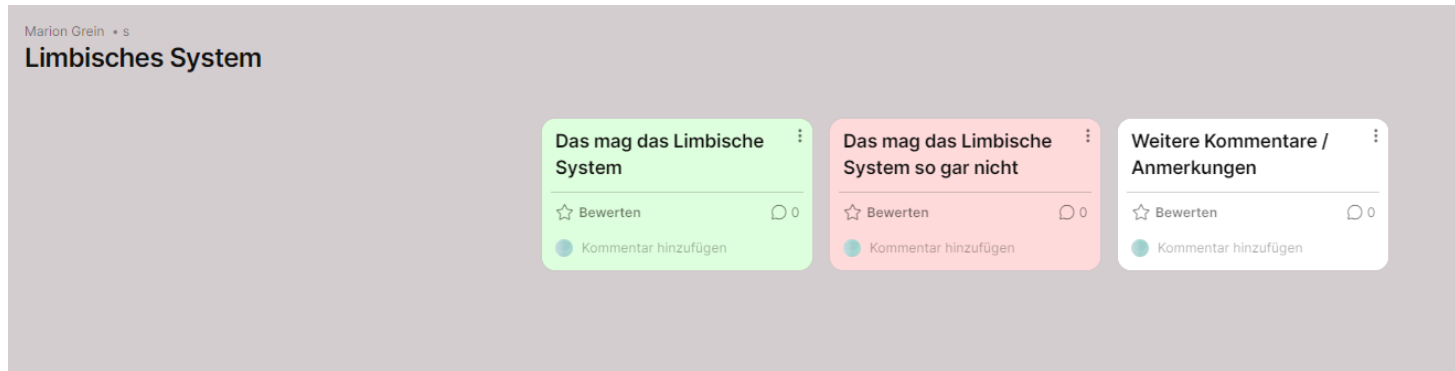 Marion Grein • s
Limbisches System
Das mag das Limbische
System
Bewerten
0
Kommentar hinzufügen
Das mag das Limbische
System so gar nicht
Bewerten
0
Kommentar hinzufügen
Weitere Kommentare /
Anmerkungen
Bewerten
0
Kommentar hinzufügen